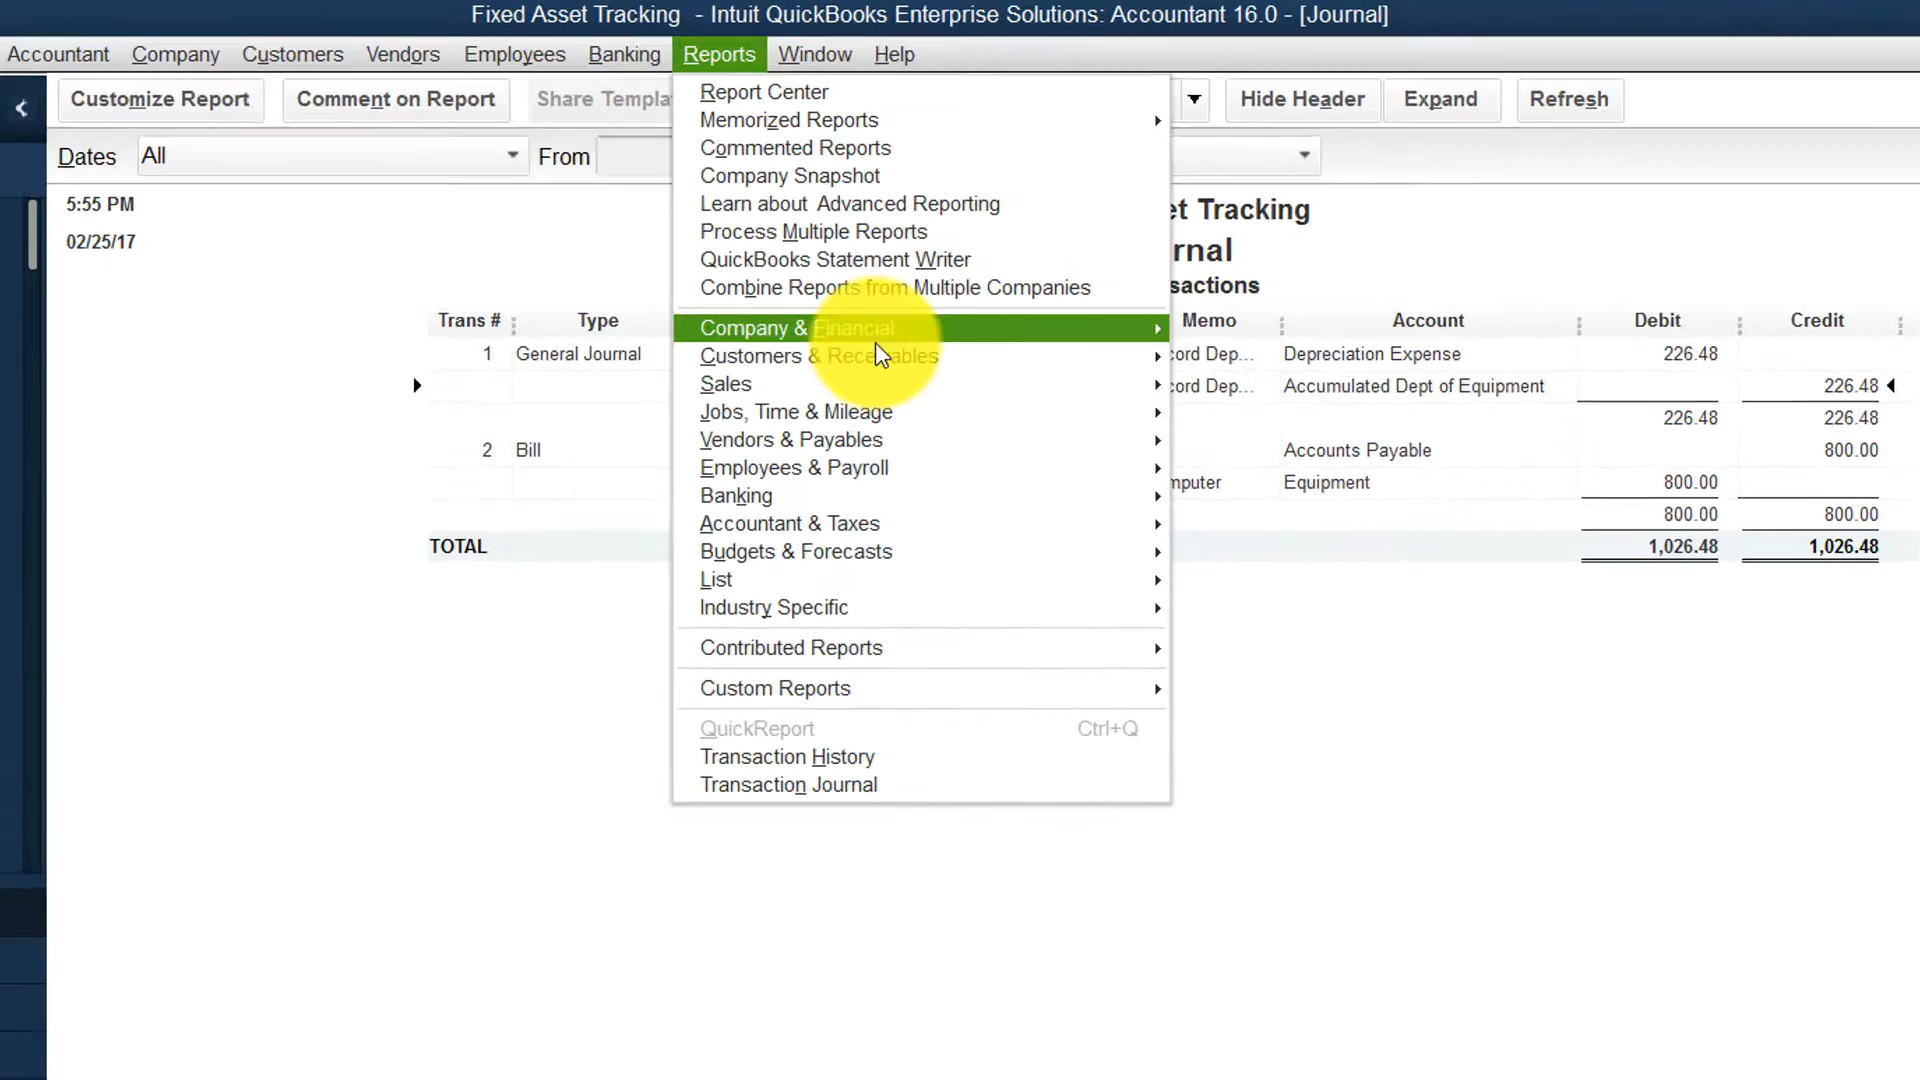 Fixed Asset Tracking - Intuit QuickBooks Enterprise Solutions: Accountant 16.0 - [Journal]
Accountant Company Customers Vendors Employees Banking Reports Window Help
Customize Report Comment on Report Share Templa Hide Header Expand Refresh
Dates All From
5:55 PM
02/25/17
et Tracking
rnal
sactions
Report Center
Memorized Reports
Commented Reports
Company Snapshot
Learn about Advanced Reporting
Process Multiple Reports
QuickBooks Statement Writer
Combine Reports from Multiple Companies
Company & Financial
Customers & Receivables
Sales
Jobs, Time & Mileage
Vendors & Payables
Employees & Payroll
Banking
Accountant & Taxes
Budgets & Forecasts
List
Industry Specific
Contributed Reports
Custom Reports
QuickReport Ctrl+Q
Transaction History
Transaction Journal
Trans # Type Memo Account Debit Credit
1 General Journal cord Dep... Depreciation Expense 226.48
cord Dep... Accumulated Dept of Equipment 226.48
226.48 226.48
2 Bill Accounts Payable 800.00
mputer Equipment 800.00
800.00 800.00
TOTAL 1,026.48 1,026.48